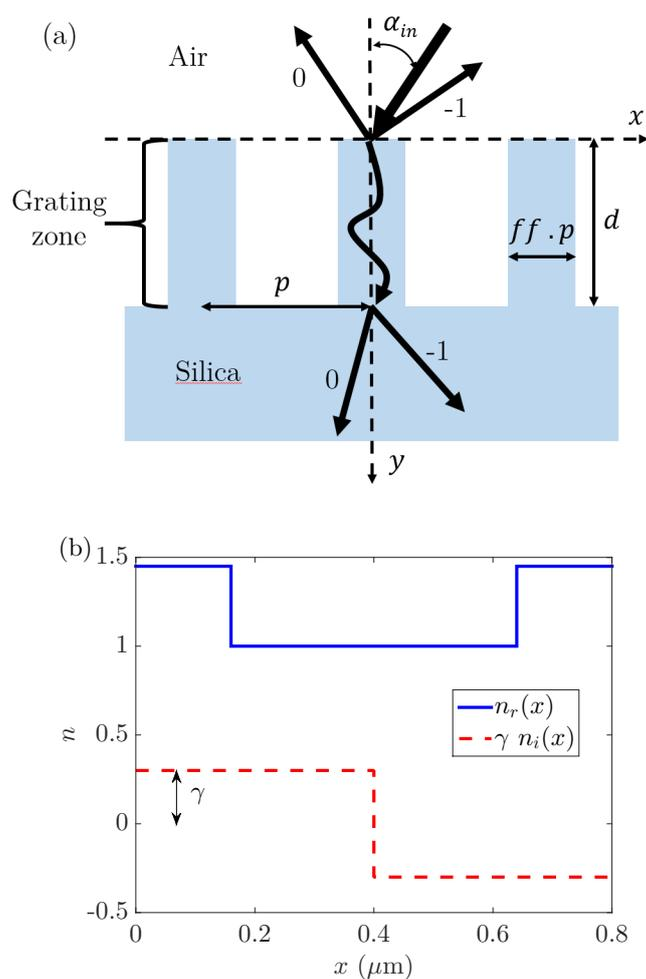 (a)
α_in
Air
0
-1
x
Grating
zone
ff . p
d
p
-1
0
Silica
y
(b)
1.5
1
n_r(x)
0.5
γ n_i(x)
n
γ
0
-0.5
0
0.2
0.4
0.6
0.8
x (μm)